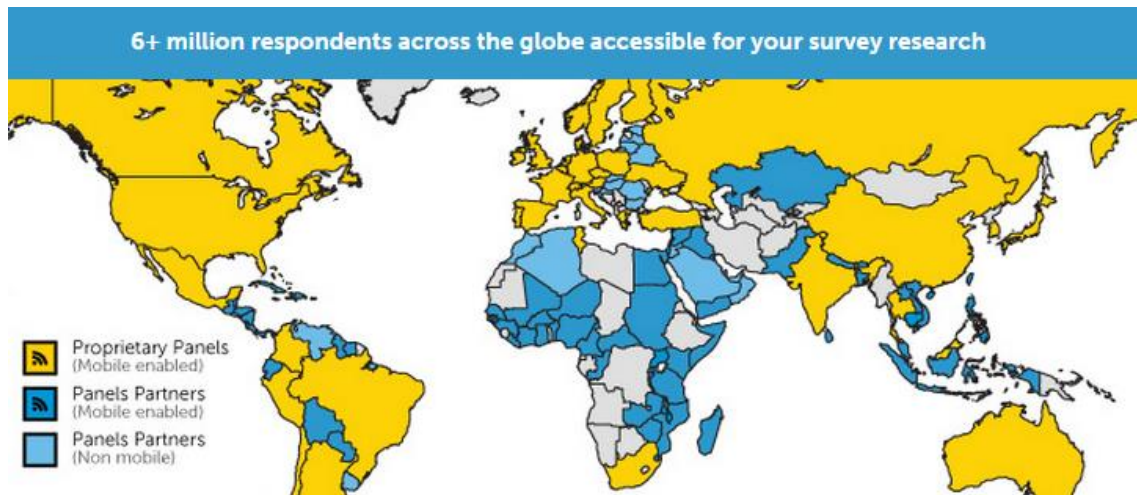 6+ million respondents across the globe accessible for your survey research
Proprietary Panels
(Mobile enabled)
Panels Partners
(Mobile enabled)
Panels Partners
(Non mobile)